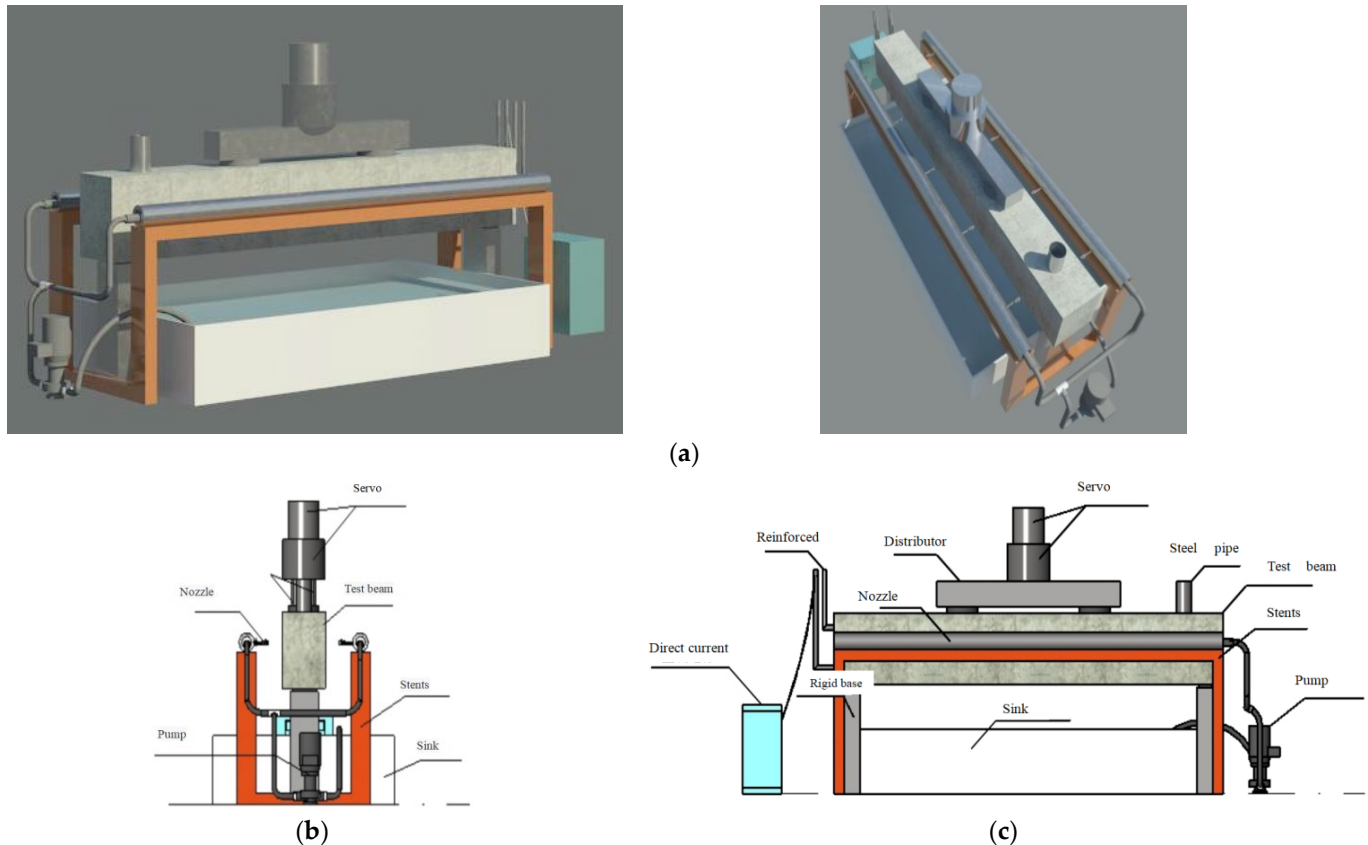 (a)
Servo
Nozzle
Test beam
Stents
Pump
Sink
(b)
Servo
Reinforced
Distributor
Steel pipe
Test beam
Nozzle
Stents
Direct current
Rigid base
Pump
Sink
(c)